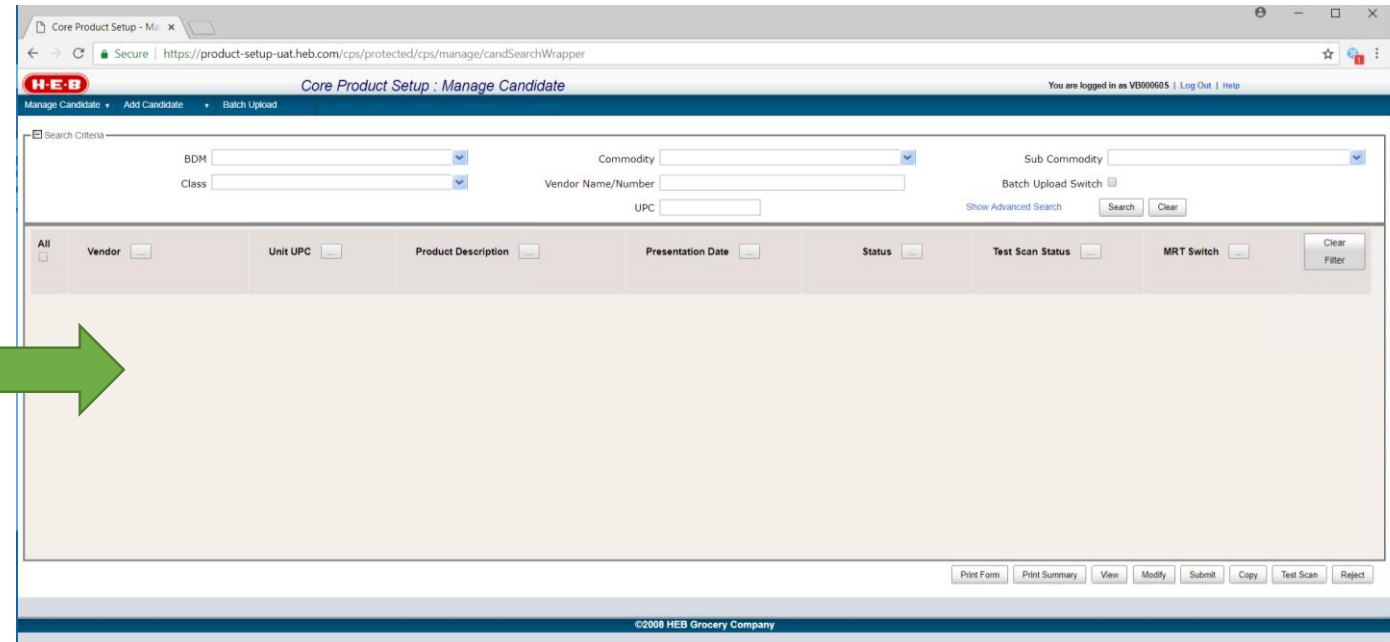 Core Product Setup - Ma
Secure | https://product-setup-uat.heb.com/cps/protected/cps/manage/candSearchWrapper
H-E-B Core Product Setup : Manage Candidate You are logged in as VB000605 | Log Out | Help
Manage Candidate Add Candidate Batch Upload
Search Criteria
BDM Commodity Sub Commodity
Class Vendor Name/Number Batch Upload Switch
UPC Show Advanced Search Search Clear
All Vendor ... Unit UPC ... Product Description ... Presentation Date ... Status ... Test Scan Status ... MRT Switch ... Clear
Filter
Print Form Print Summary View Modify Submit Copy Test Scan Reject
©2008 HEB Grocery Company